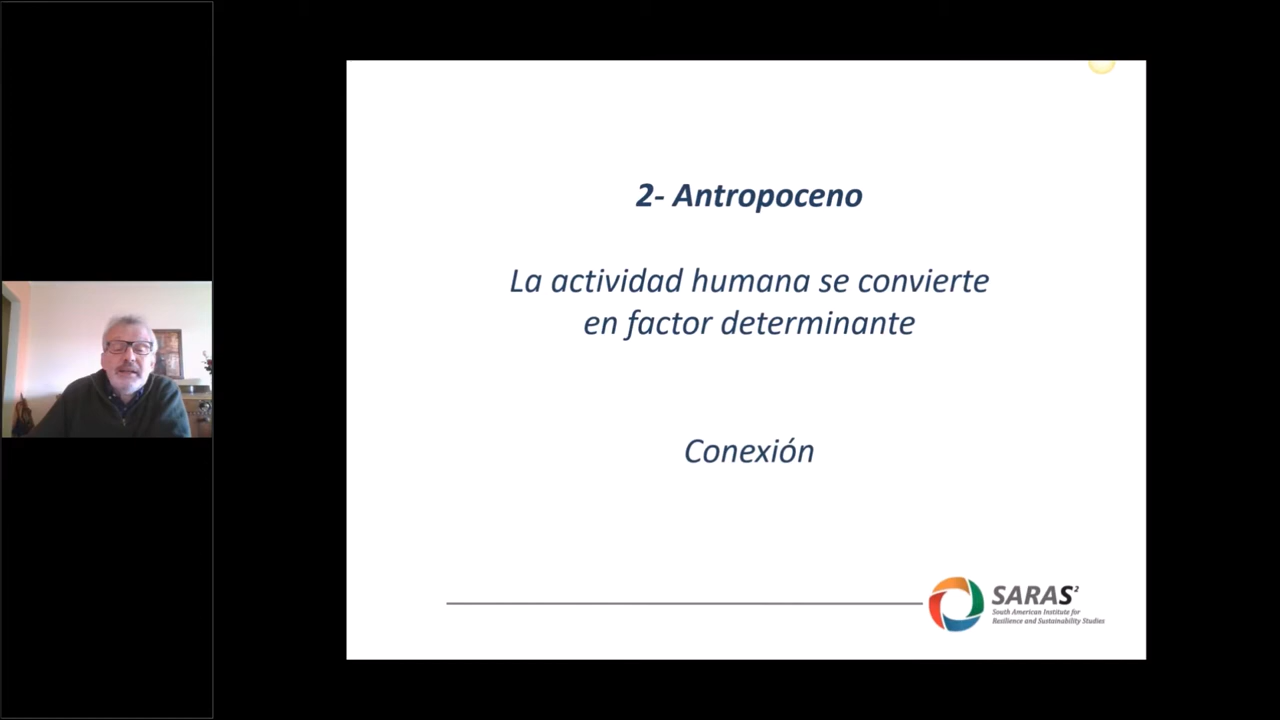 2- Antropoceno
La actividad humana se convierte
en factor determinante
Conexión
SARAS²
South American Institute for
Resilience and Sustainability Studies